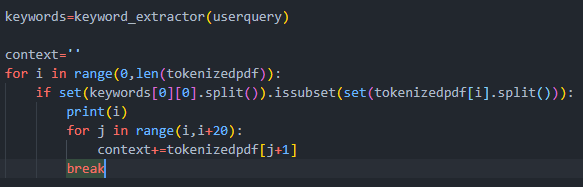 keywords=keyword_extractor(userquery)

context=''
for i in range(0,len(tokenizedpdf)):
    if set(keywords[0][0].split()).issubset(set(tokenizedpdf[i].split())):
        print(i)
        for j in range(i,i+20):
            context+=tokenizedpdf[j+1]
        break